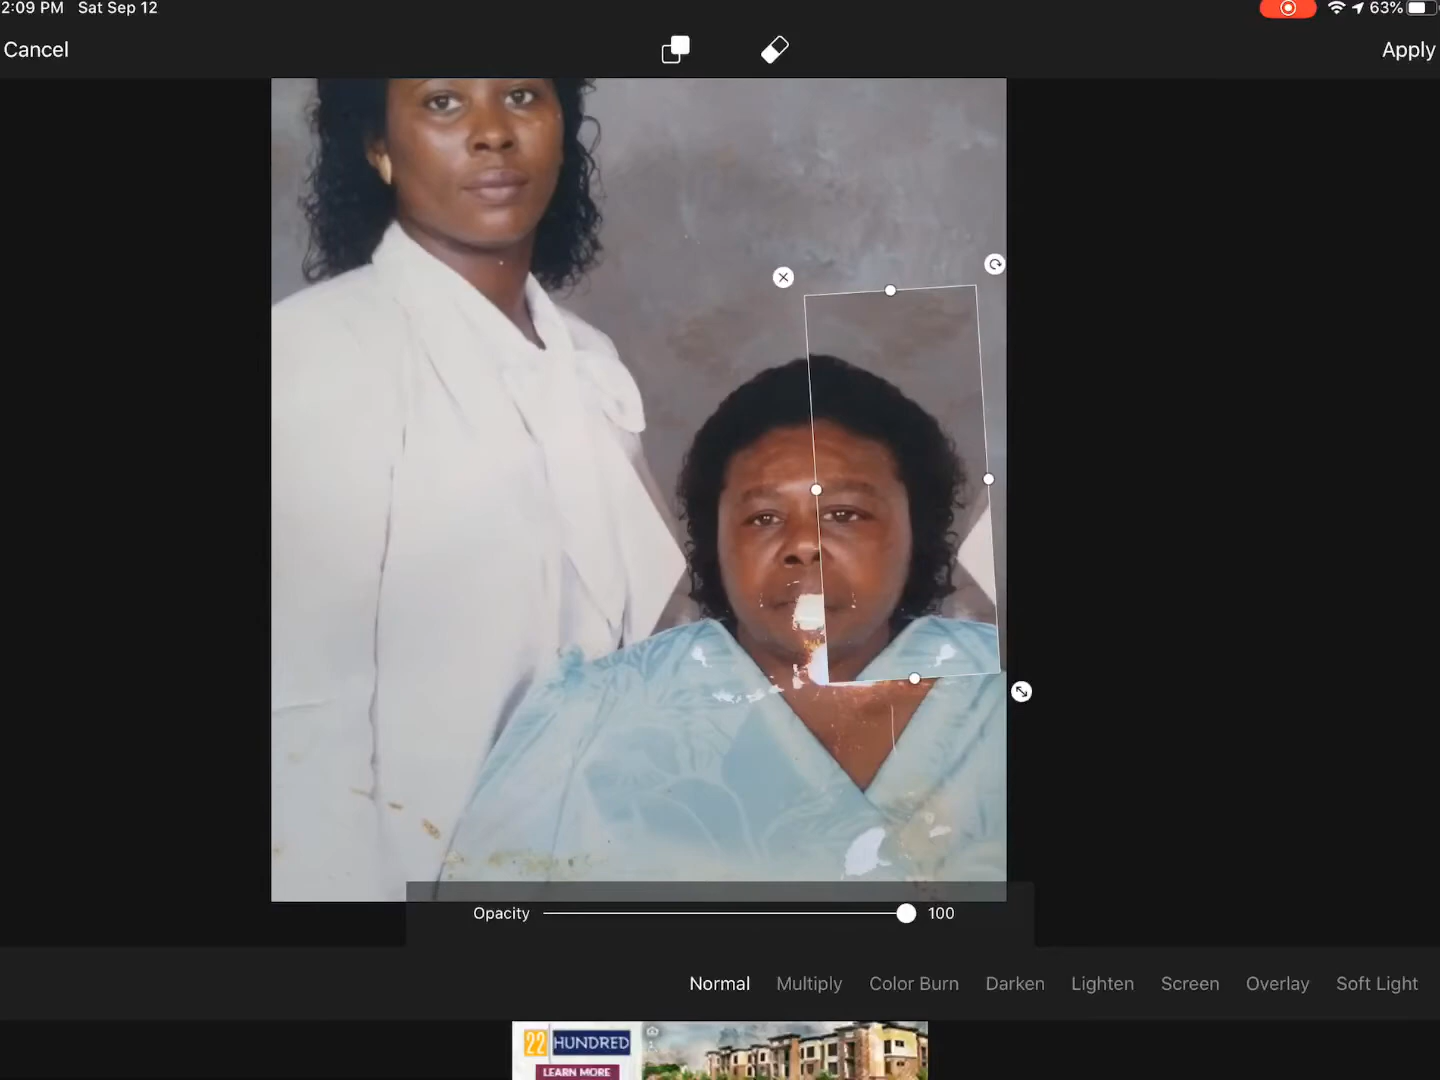 2:09 PM Sat Sep 12 63%
Cancel Apply
Opacity 100
Normal Multiply Color Burn Darken Lighten Screen Overlay Soft Light
22 HUNDRED
LEARN MORE